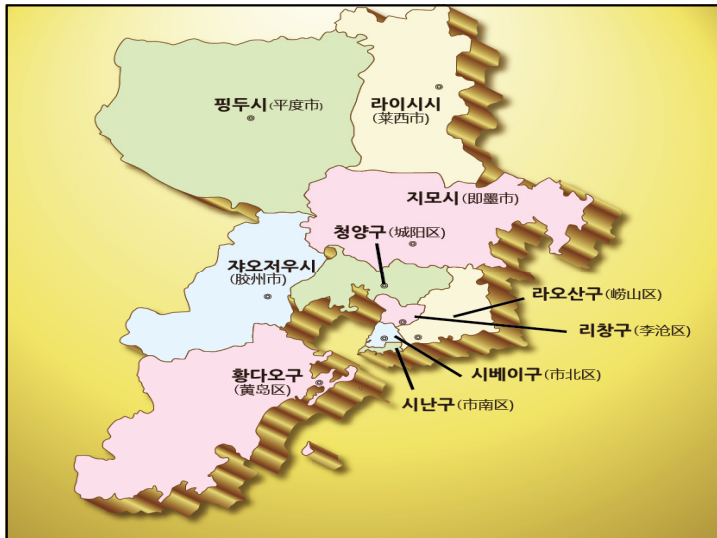 핑두시(平度市)
라이시시
(莱西市)
지모시(即墨市)
청양구(城阳区)
쟈오저우시
(胶州市)
라오산구(崂山区)
리창구(李沧区)
황다오구
(黄岛区)
시베이구(市北区)
시난구(市南区)